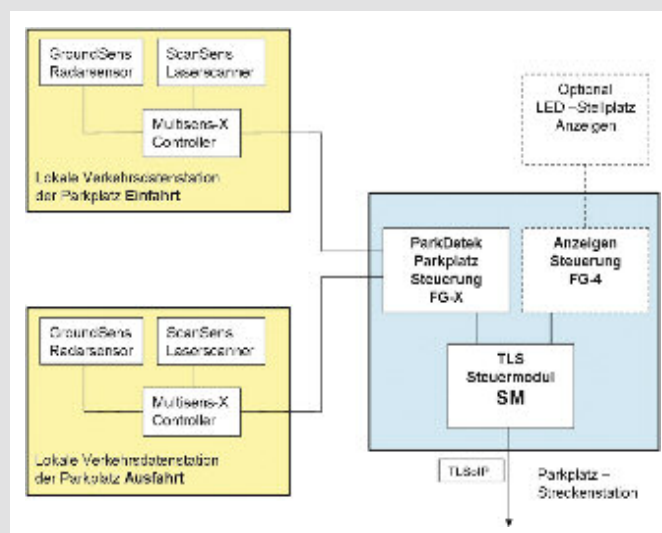 GroundSens
Radarsensor
ScanSens
Laserscanner
Multisens-X
Controller
Lokale Verkehrsdatenstation
der Parkplatz Einfahrt
Optional
LED –Stellplatz
Anzeigen
ParkDetek
Parkplatz
Steuerung
FG-X
Anzeigen
Steuerung
FG-4
GroundSens
Radarsensor
ScanSens
Laserscanner
Multisens-X
Controller
Lokale Verkehrsdatenstation
der Parkplatz Ausfahrt
TLS
Steuermodul
SM
TLSoIP
Parkplatz –
Streckenstation